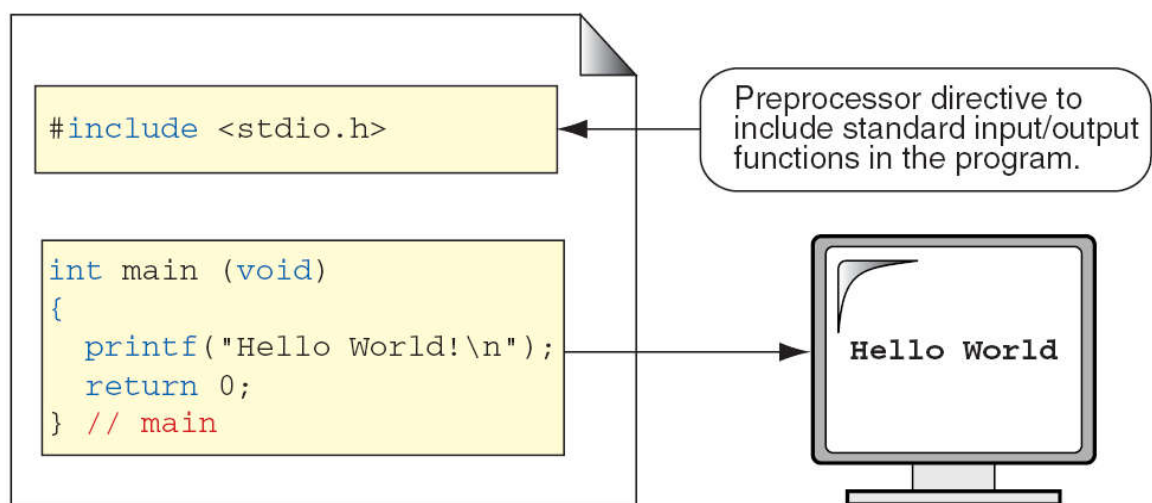 #include <stdio.h>
Preprocessor directive to
include standard input/output
functions in the program.
int main (void)
{
printf("Hello World!\n");
return 0;
} // main
Hello World